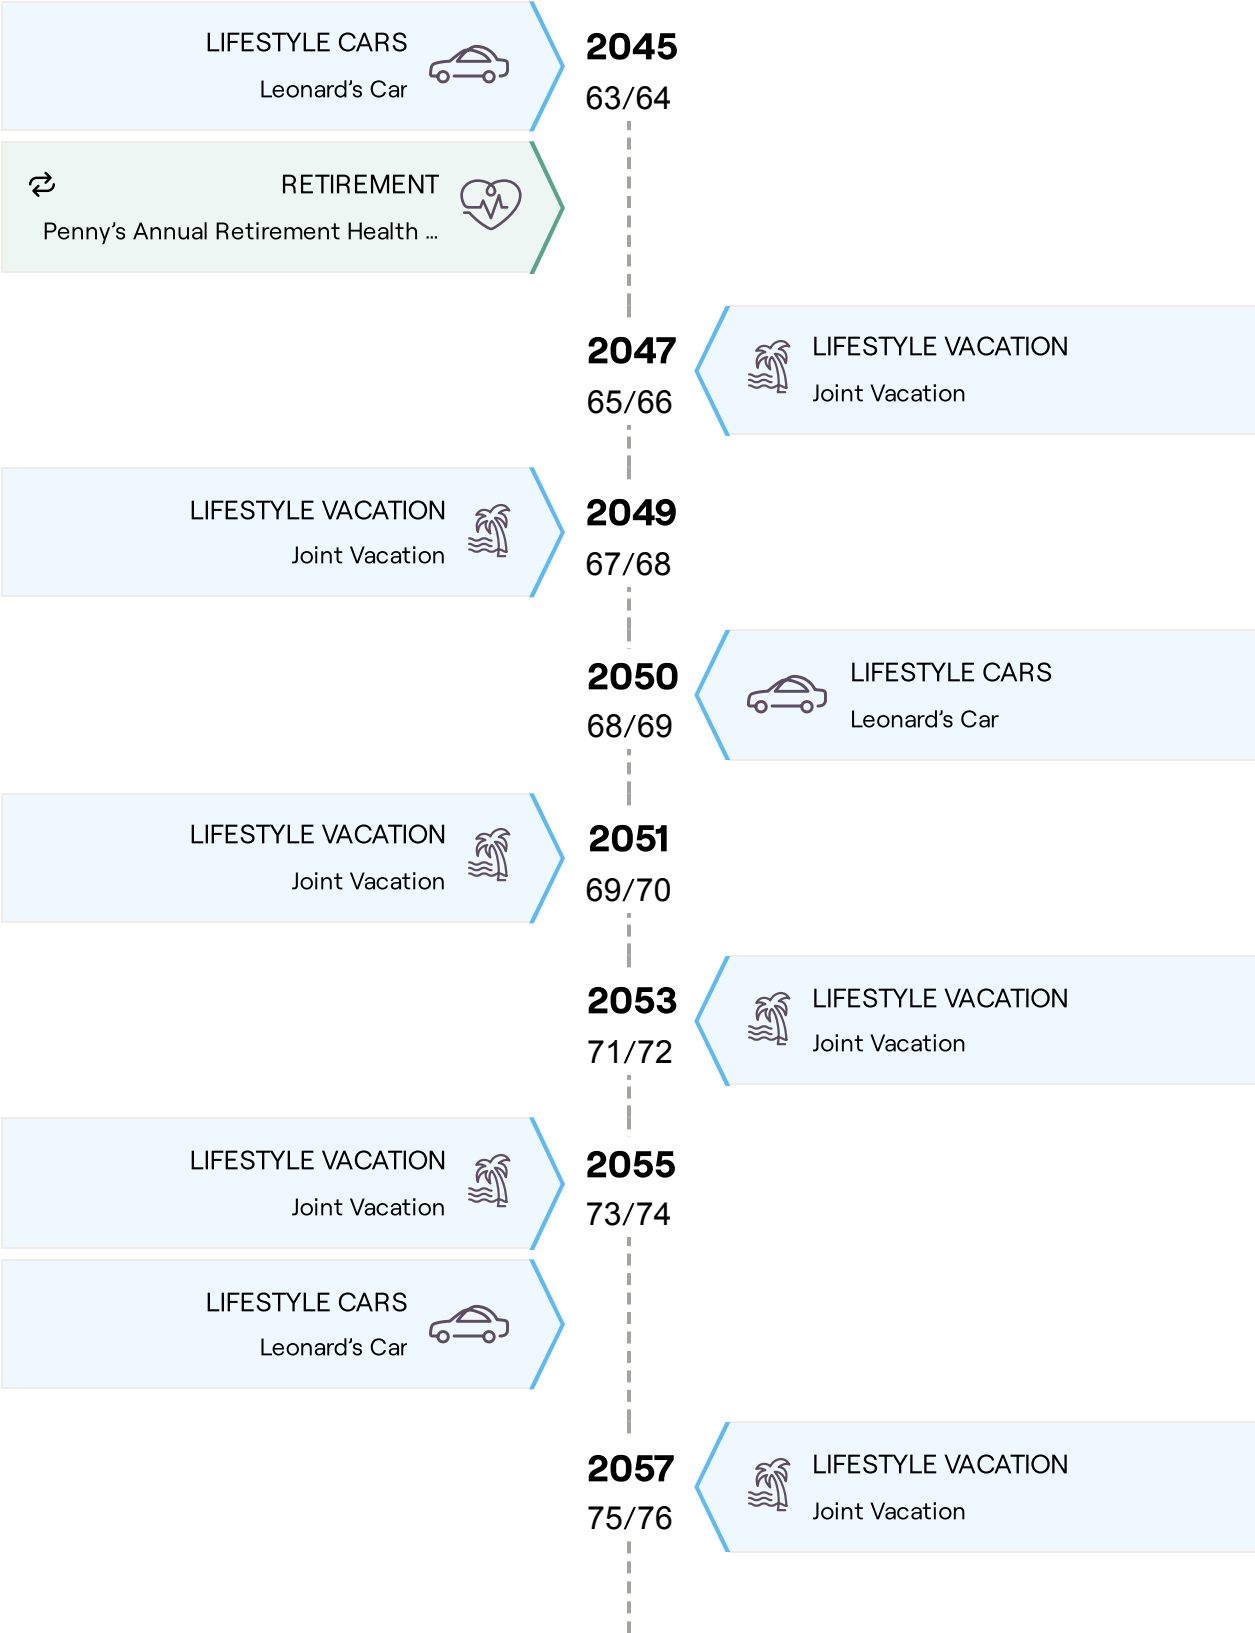 LIFESTYLE CARS
Leonard's Car
2045
63/64
RETIREMENT
Penny's Annual Retirement Health ...
2047
65/66
LIFESTYLE VACATION
Joint Vacation
LIFESTYLE VACATION
Joint Vacation
2049
67/68
2050
68/69
LIFESTYLE CARS
Leonard's Car
LIFESTYLE VACATION
Joint Vacation
2051
69/70
2053
71/72
LIFESTYLE VACATION
Joint Vacation
LIFESTYLE VACATION
Joint Vacation
2055
73/74
LIFESTYLE CARS
Leonard's Car
2057
75/76
LIFESTYLE VACATION
Joint Vacation